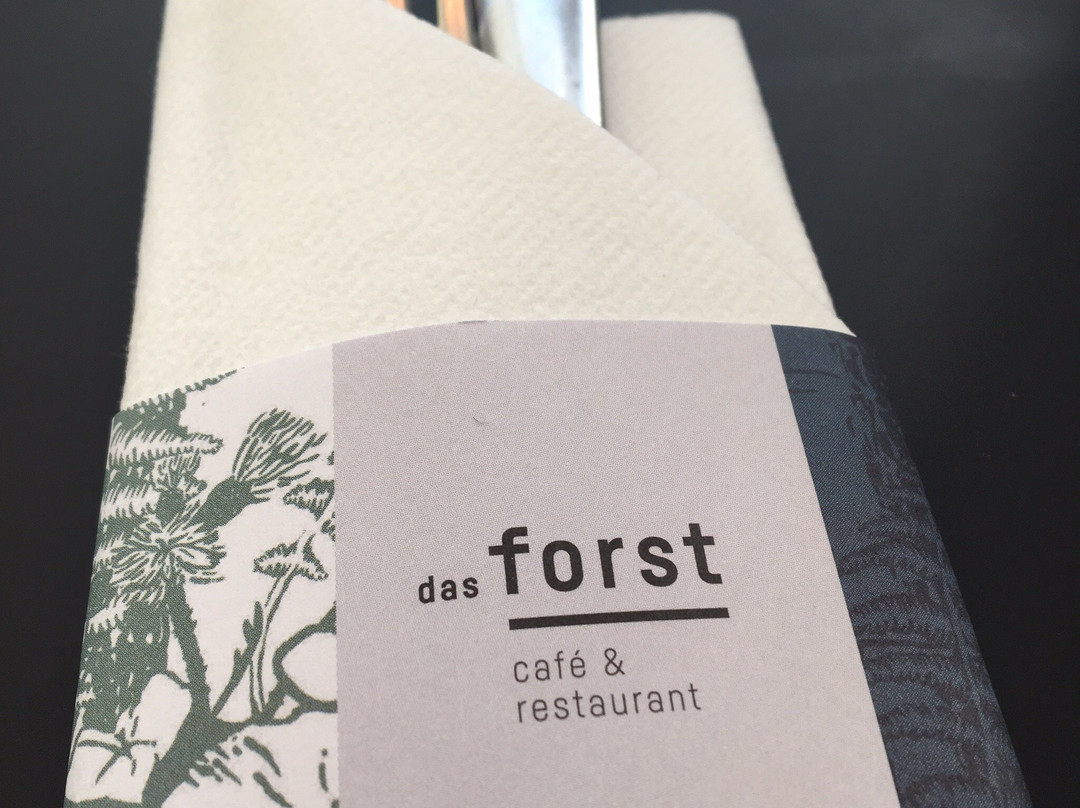 das forst
café &
restaurant